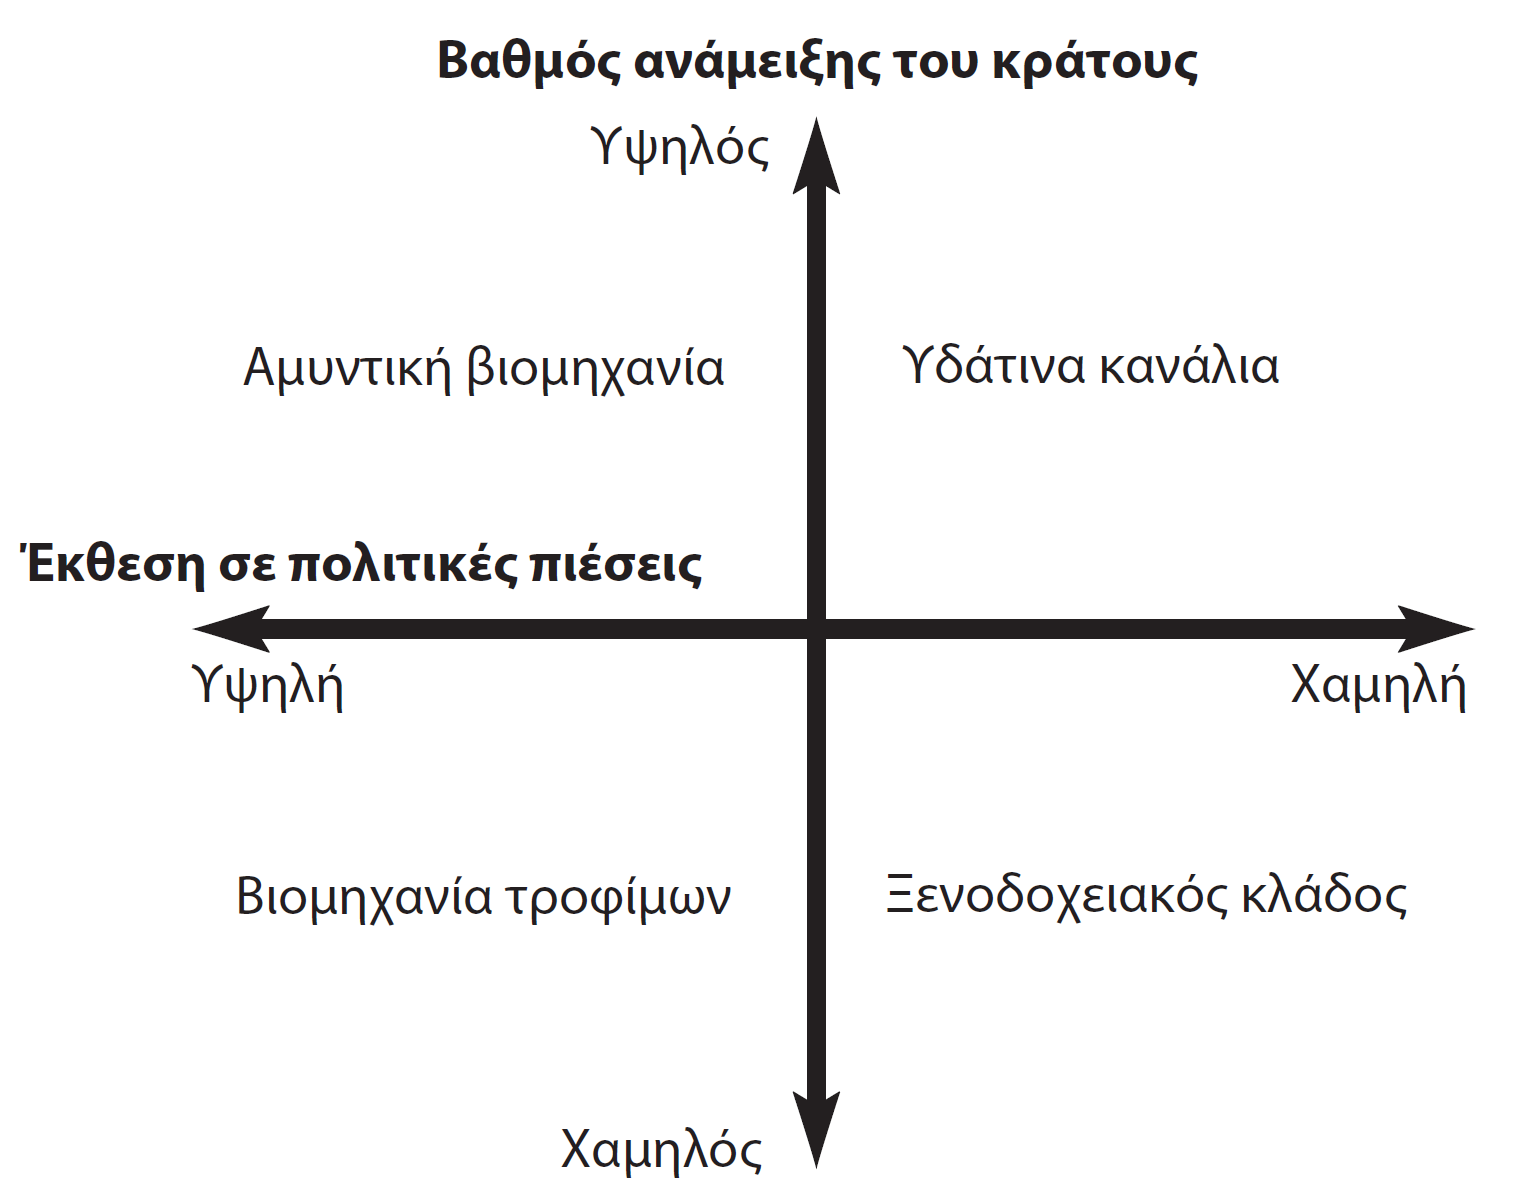 Βαθμός ανάμειξης του κράτους
Υψηλός
Αμυντική βιομηχανία
Υδάτινα κανάλια
Έκθεση σε πολιτικές πιέσεις
Υψηλή
Χαμηλή
Βιομηχανία τροφίμων
Ξενοδοχειακός κλάδος
Χαμηλός